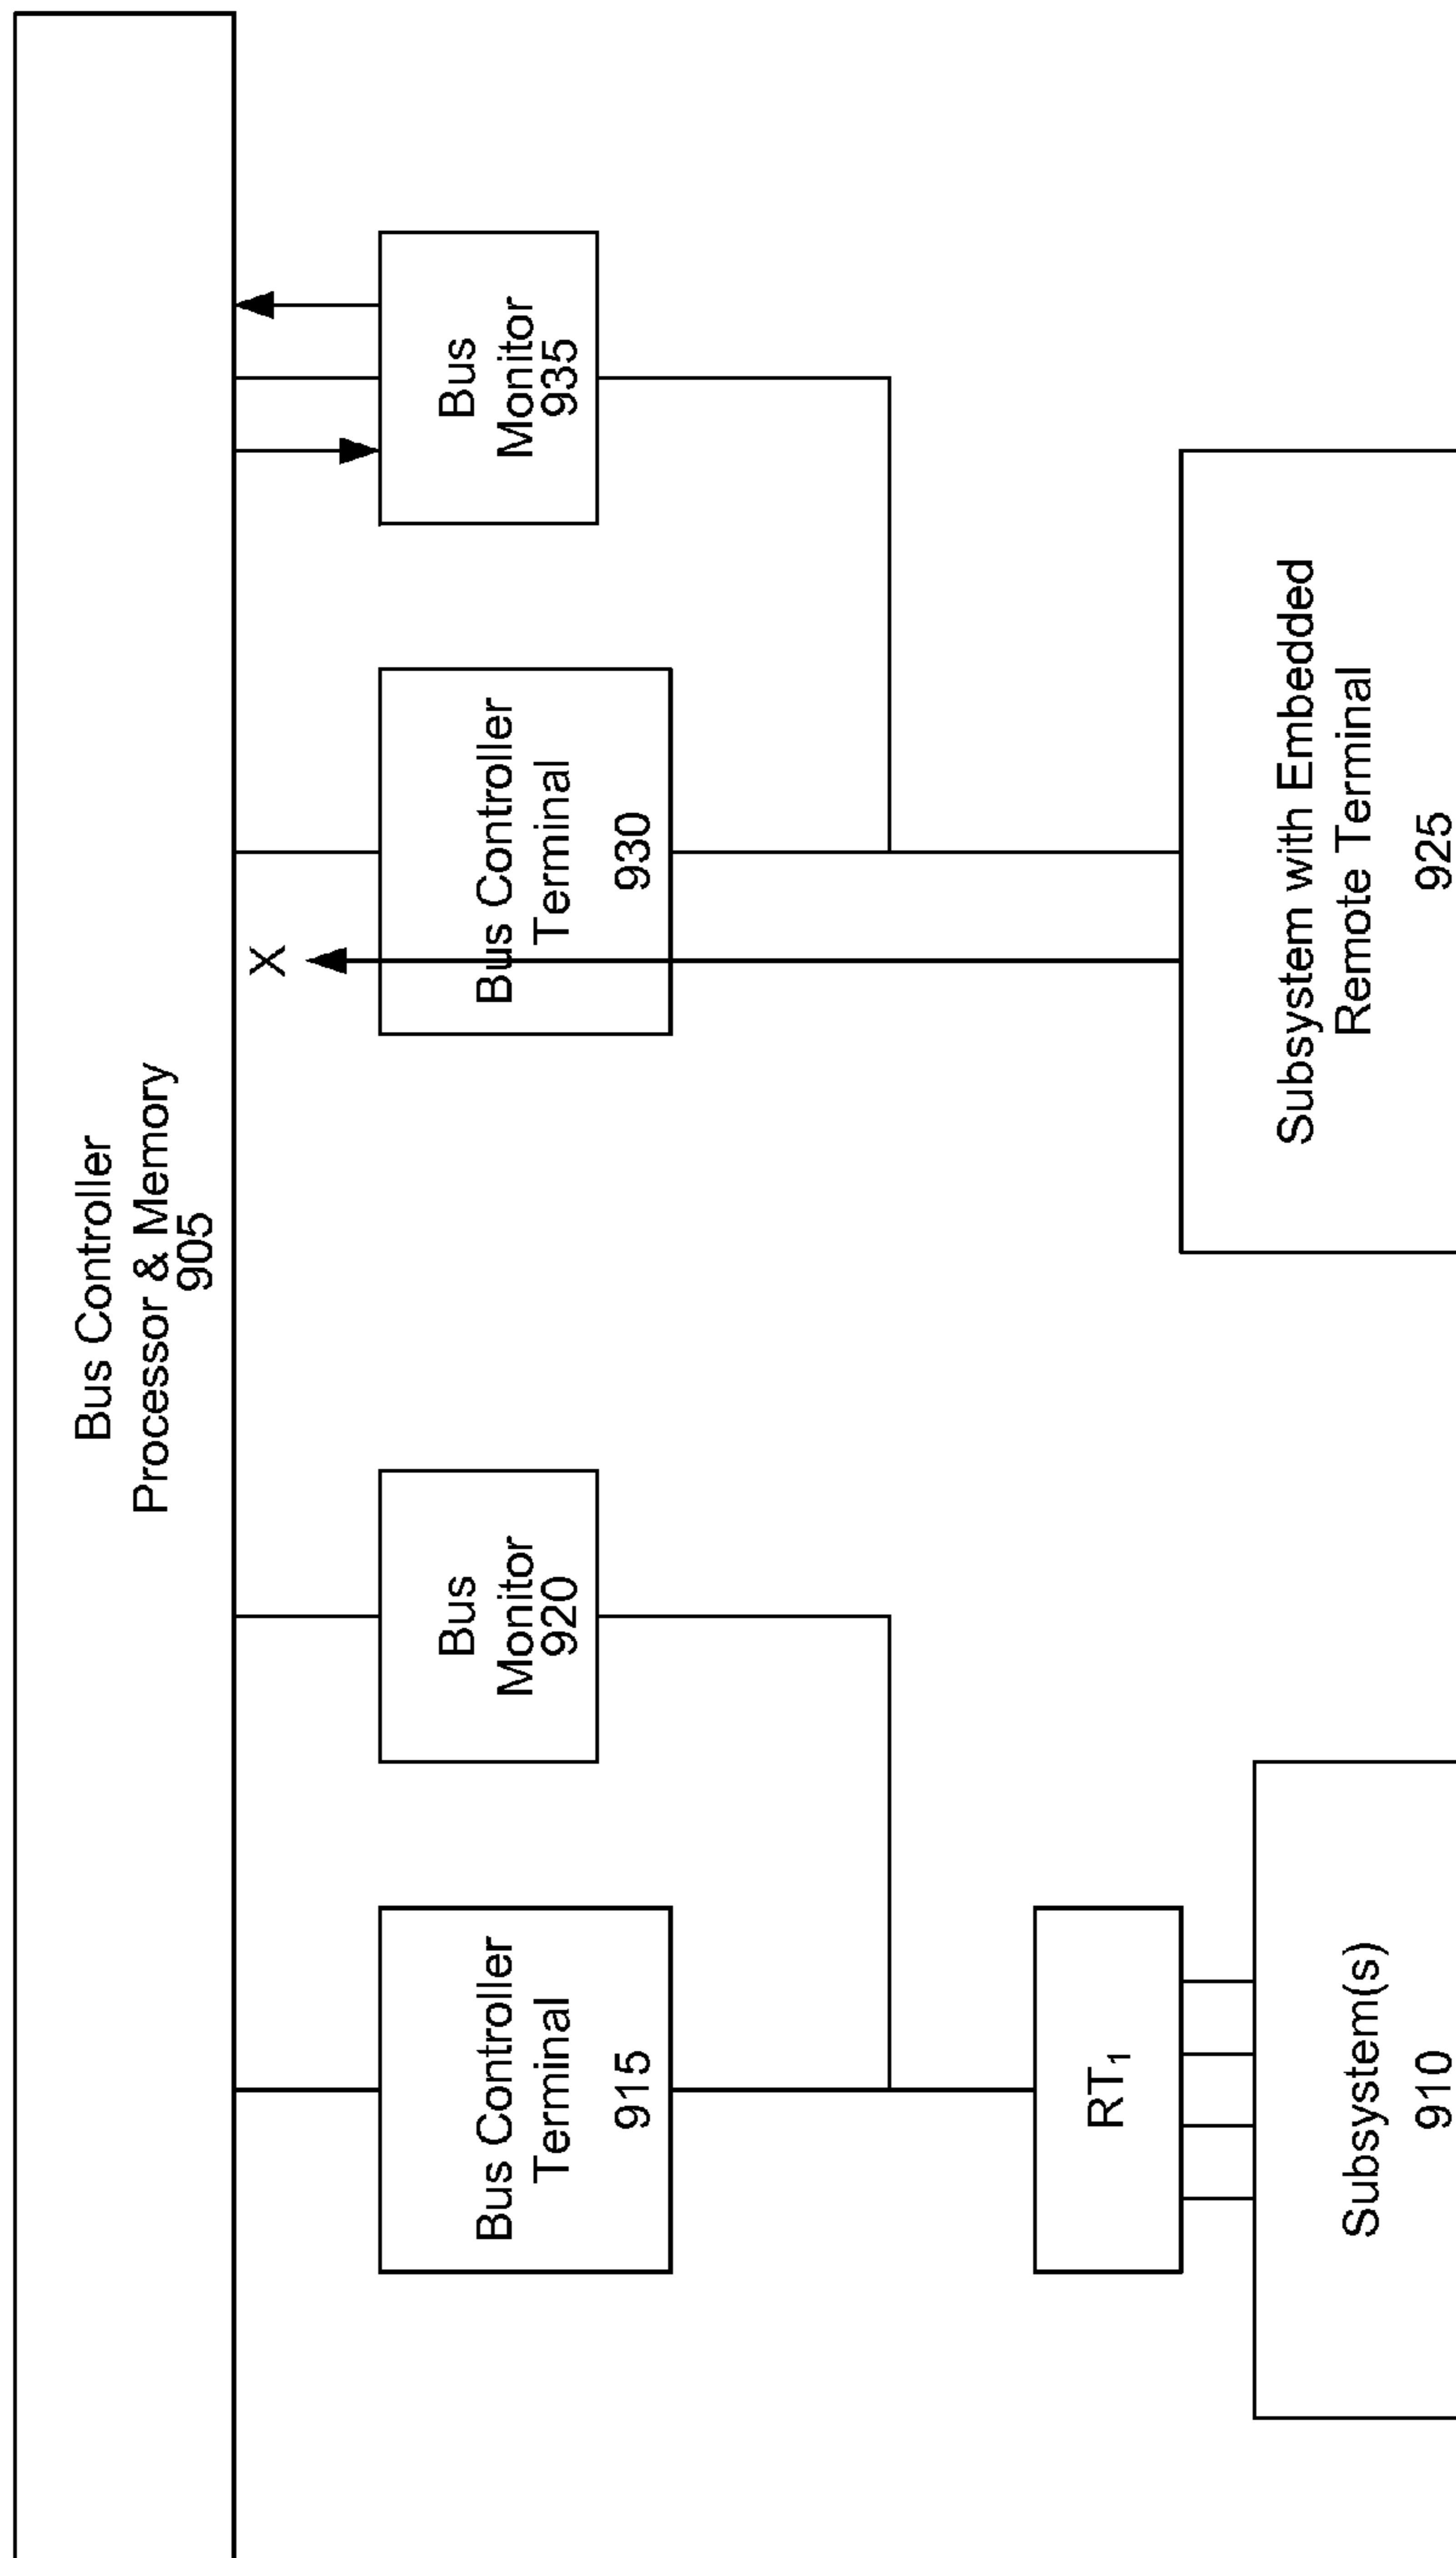 Bus Controller
Processor & Memory
905
Bus Controller
Terminal
915
Bus
Monitor
920
X
Bus Controller
Terminal
930
Bus
Monitor
935
RT₁
Subsystem(s)
910
Subsystem with Embedded
Remote Terminal
925